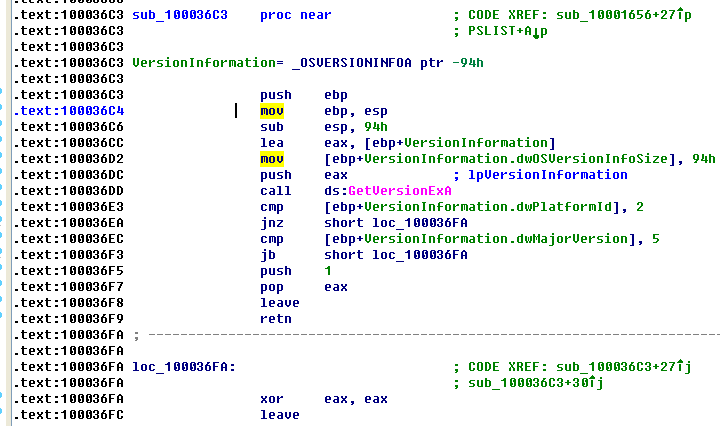 .text:100036C3 sub_100036C3 proc near ; CODE XREF: sub_10001656+27↑p
.text:100036C3 ; PSLIST+A↓p
.text:100036C3
.text:100036C3 VersionInformation= _OSVERSIONINFOA ptr -94h
.text:100036C3
.text:100036C3 push ebp
.text:100036C4 mov ebp, esp
.text:100036C6 sub esp, 94h
.text:100036CC lea eax, [ebp+VersionInformation]
.text:100036D2 mov [ebp+VersionInformation.dwOSVersionInfoSize], 94h
.text:100036DC push eax ; lpVersionInformation
.text:100036DD call ds:GetVersionExA
.text:100036E3 cmp [ebp+VersionInformation.dwPlatformId], 2
.text:100036EA jnz short loc_100036FA
.text:100036EC cmp [ebp+VersionInformation.dwMajorVersion], 5
.text:100036F3 jb short loc_100036FA
.text:100036F5 push 1
.text:100036F7 pop eax
.text:100036F8 leave
.text:100036F9 retn
.text:100036FA ; ---------------------------------------------------------------------------
.text:100036FA
.text:100036FA loc_100036FA: ; CODE XREF: sub_100036C3+27↑j
.text:100036FA ; sub_100036C3+30↑j
.text:100036FA xor eax, eax
.text:100036FC leave